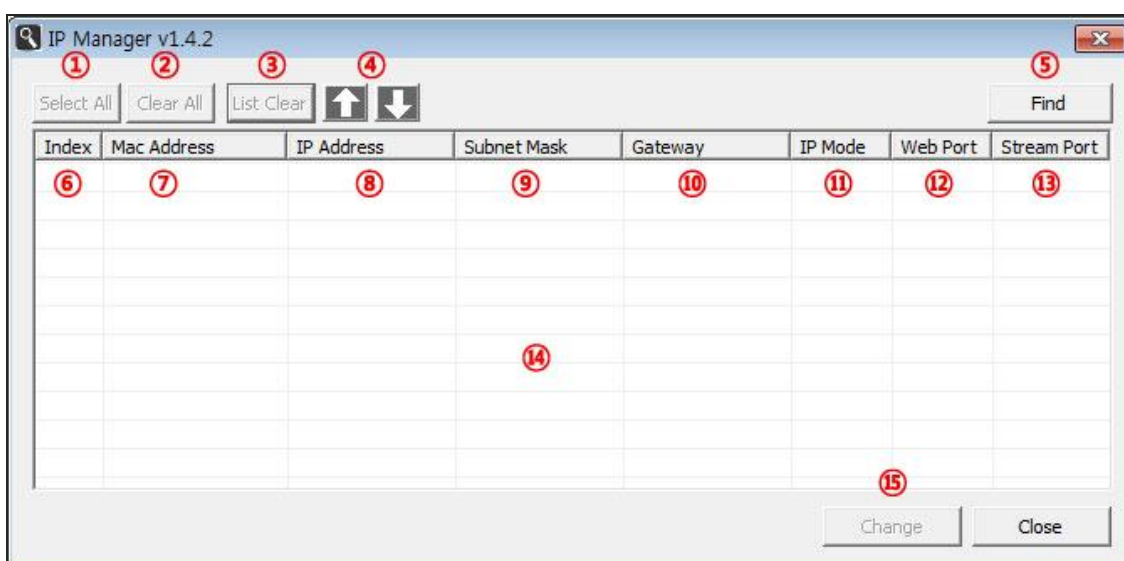 IP Manager v1.4.2
① ② ③ ④ ⑤
Select All Clear All List Clear Find
Index Mac Address IP Address Subnet Mask Gateway IP Mode Web Port Stream Port
⑥ ⑦ ⑧ ⑨ ⑩ ⑪ ⑫ ⑬
⑭
⑮
Change Close